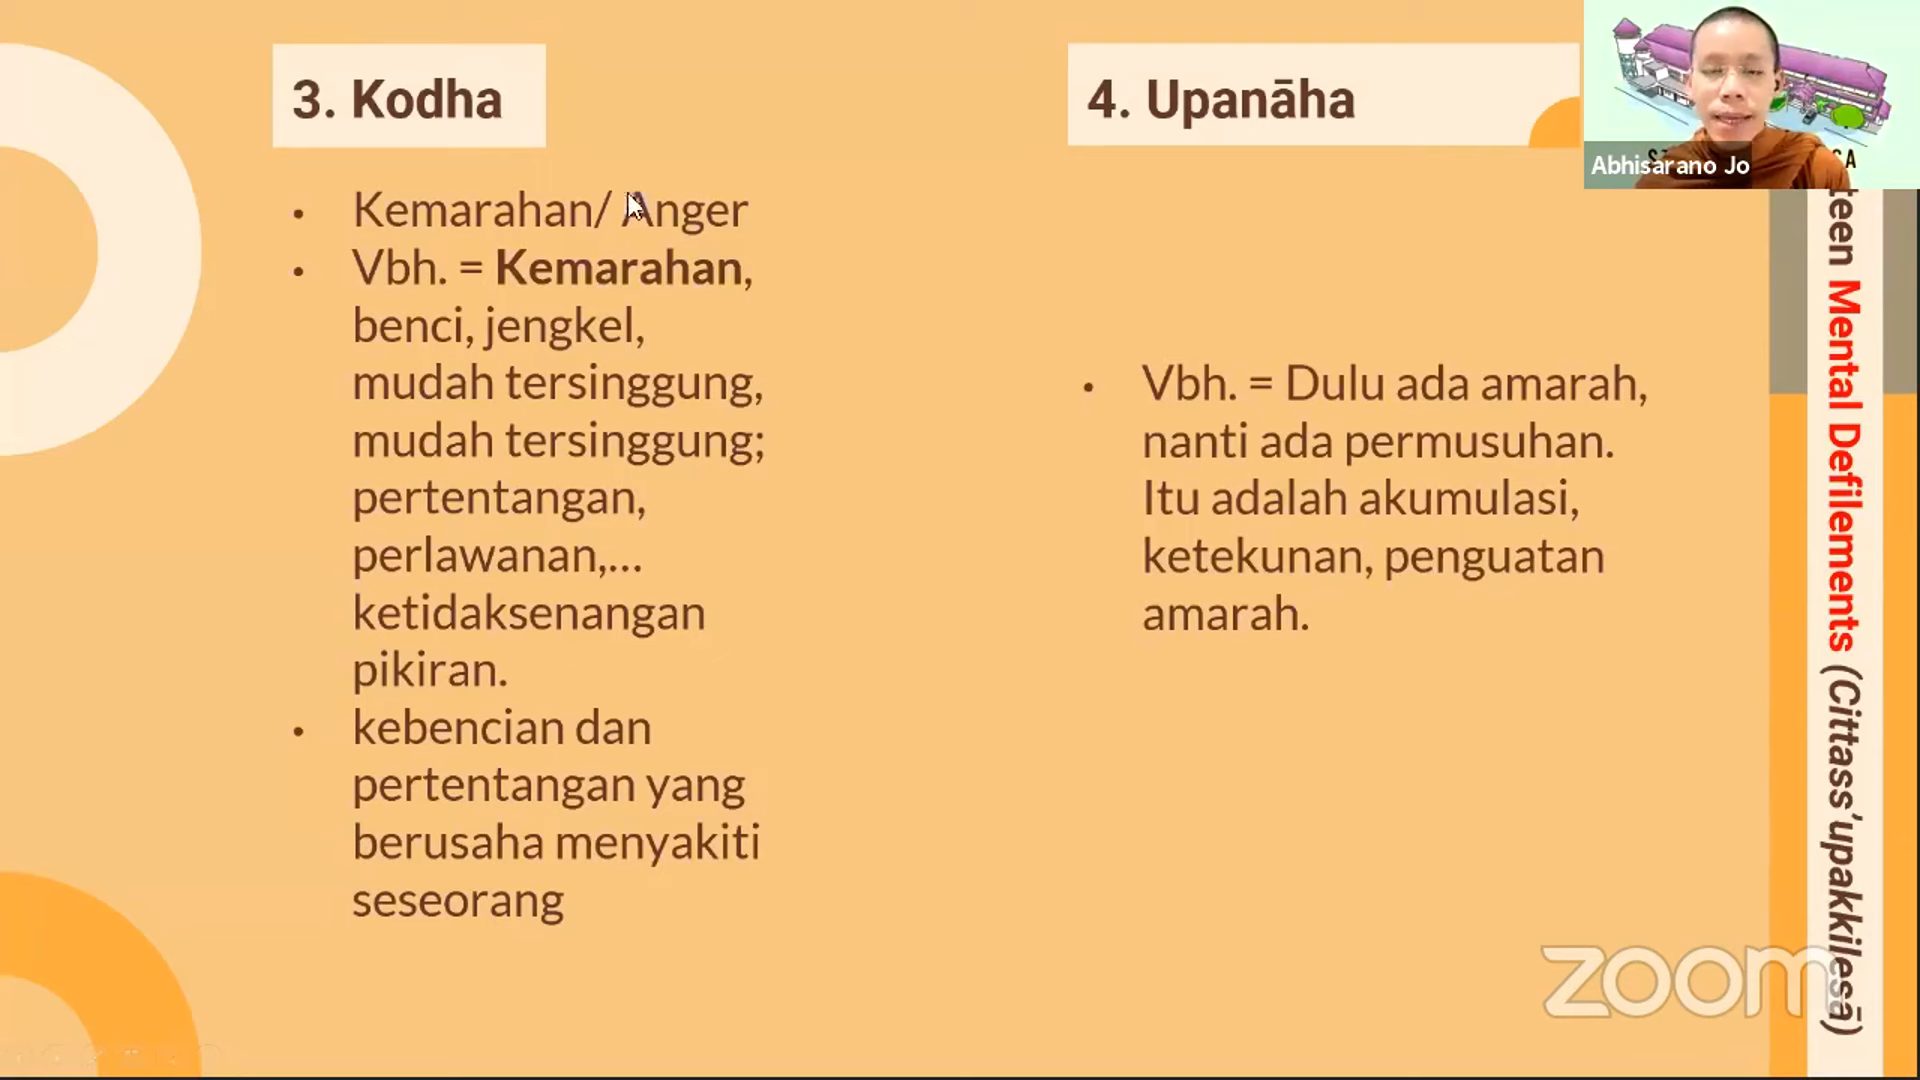 3. Kodha
• Kemarahan/ Anger
• Vbh. = Kemarahan,
benci, jengkel,
mudah tersinggung,
mudah tersinggung;
pertentangan,
perlawanan,...
ketidaksenangan
pikiran.
• kebencian dan
pertentangan yang
berusaha menyakiti
seseorang
4. Upanāha
• Vbh. = Dulu ada amarah,
nanti ada permusuhan.
Itu adalah akumulasi,
ketekunan, penguatan
amarah.
Abhisarano Jo
teen Mental Defilements (Cittass'upakkilesā)
zoom